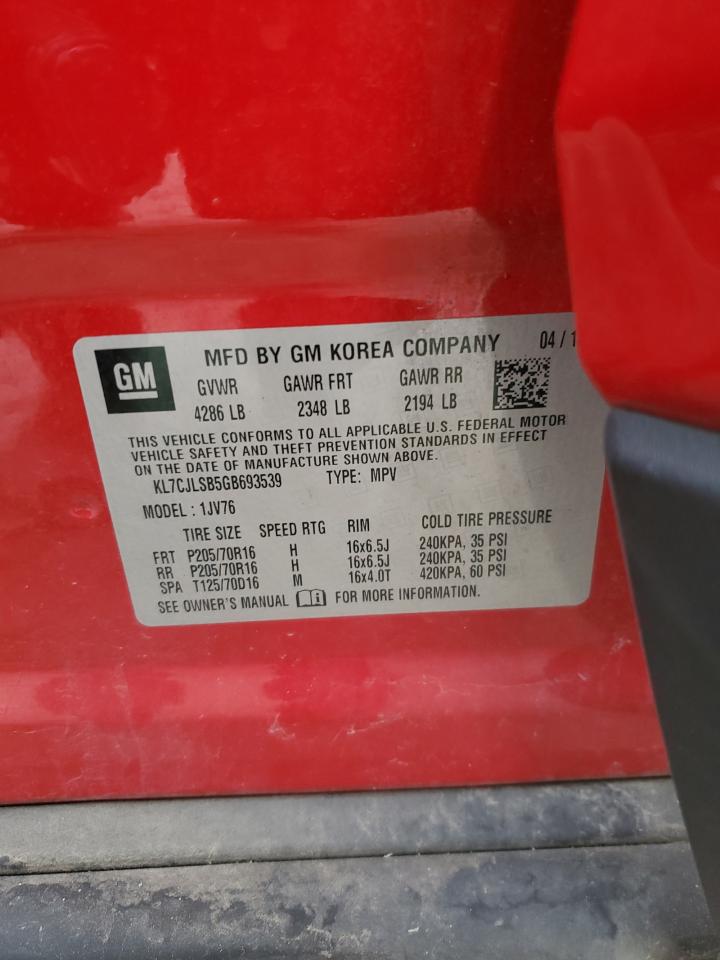 GM
MFD BY GM KOREA COMPANY 04 / 1
GVWR GAWR FRT GAWR RR
4286 LB 2348 LB 2194 LB
THIS VEHICLE CONFORMS TO ALL APPLICABLE U.S. FEDERAL MOTOR
VEHICLE SAFETY AND THEFT PREVENTION STANDARDS IN EFFECT
ON THE DATE OF MANUFACTURE SHOWN ABOVE.
KL7CJLSB5GB693539 TYPE: MPV
MODEL : 1JV76
TIRE SIZE SPEED RTG RIM COLD TIRE PRESSURE
FRT P205/70R16 H 16x6.5J 240KPA, 35 PSI
RR P205/70R16 H 16x6.5J 240KPA, 35 PSI
SPA T125/70D16 M 16x4.0T 420KPA, 60 PSI
SEE OWNER'S MANUAL FOR MORE INFORMATION.